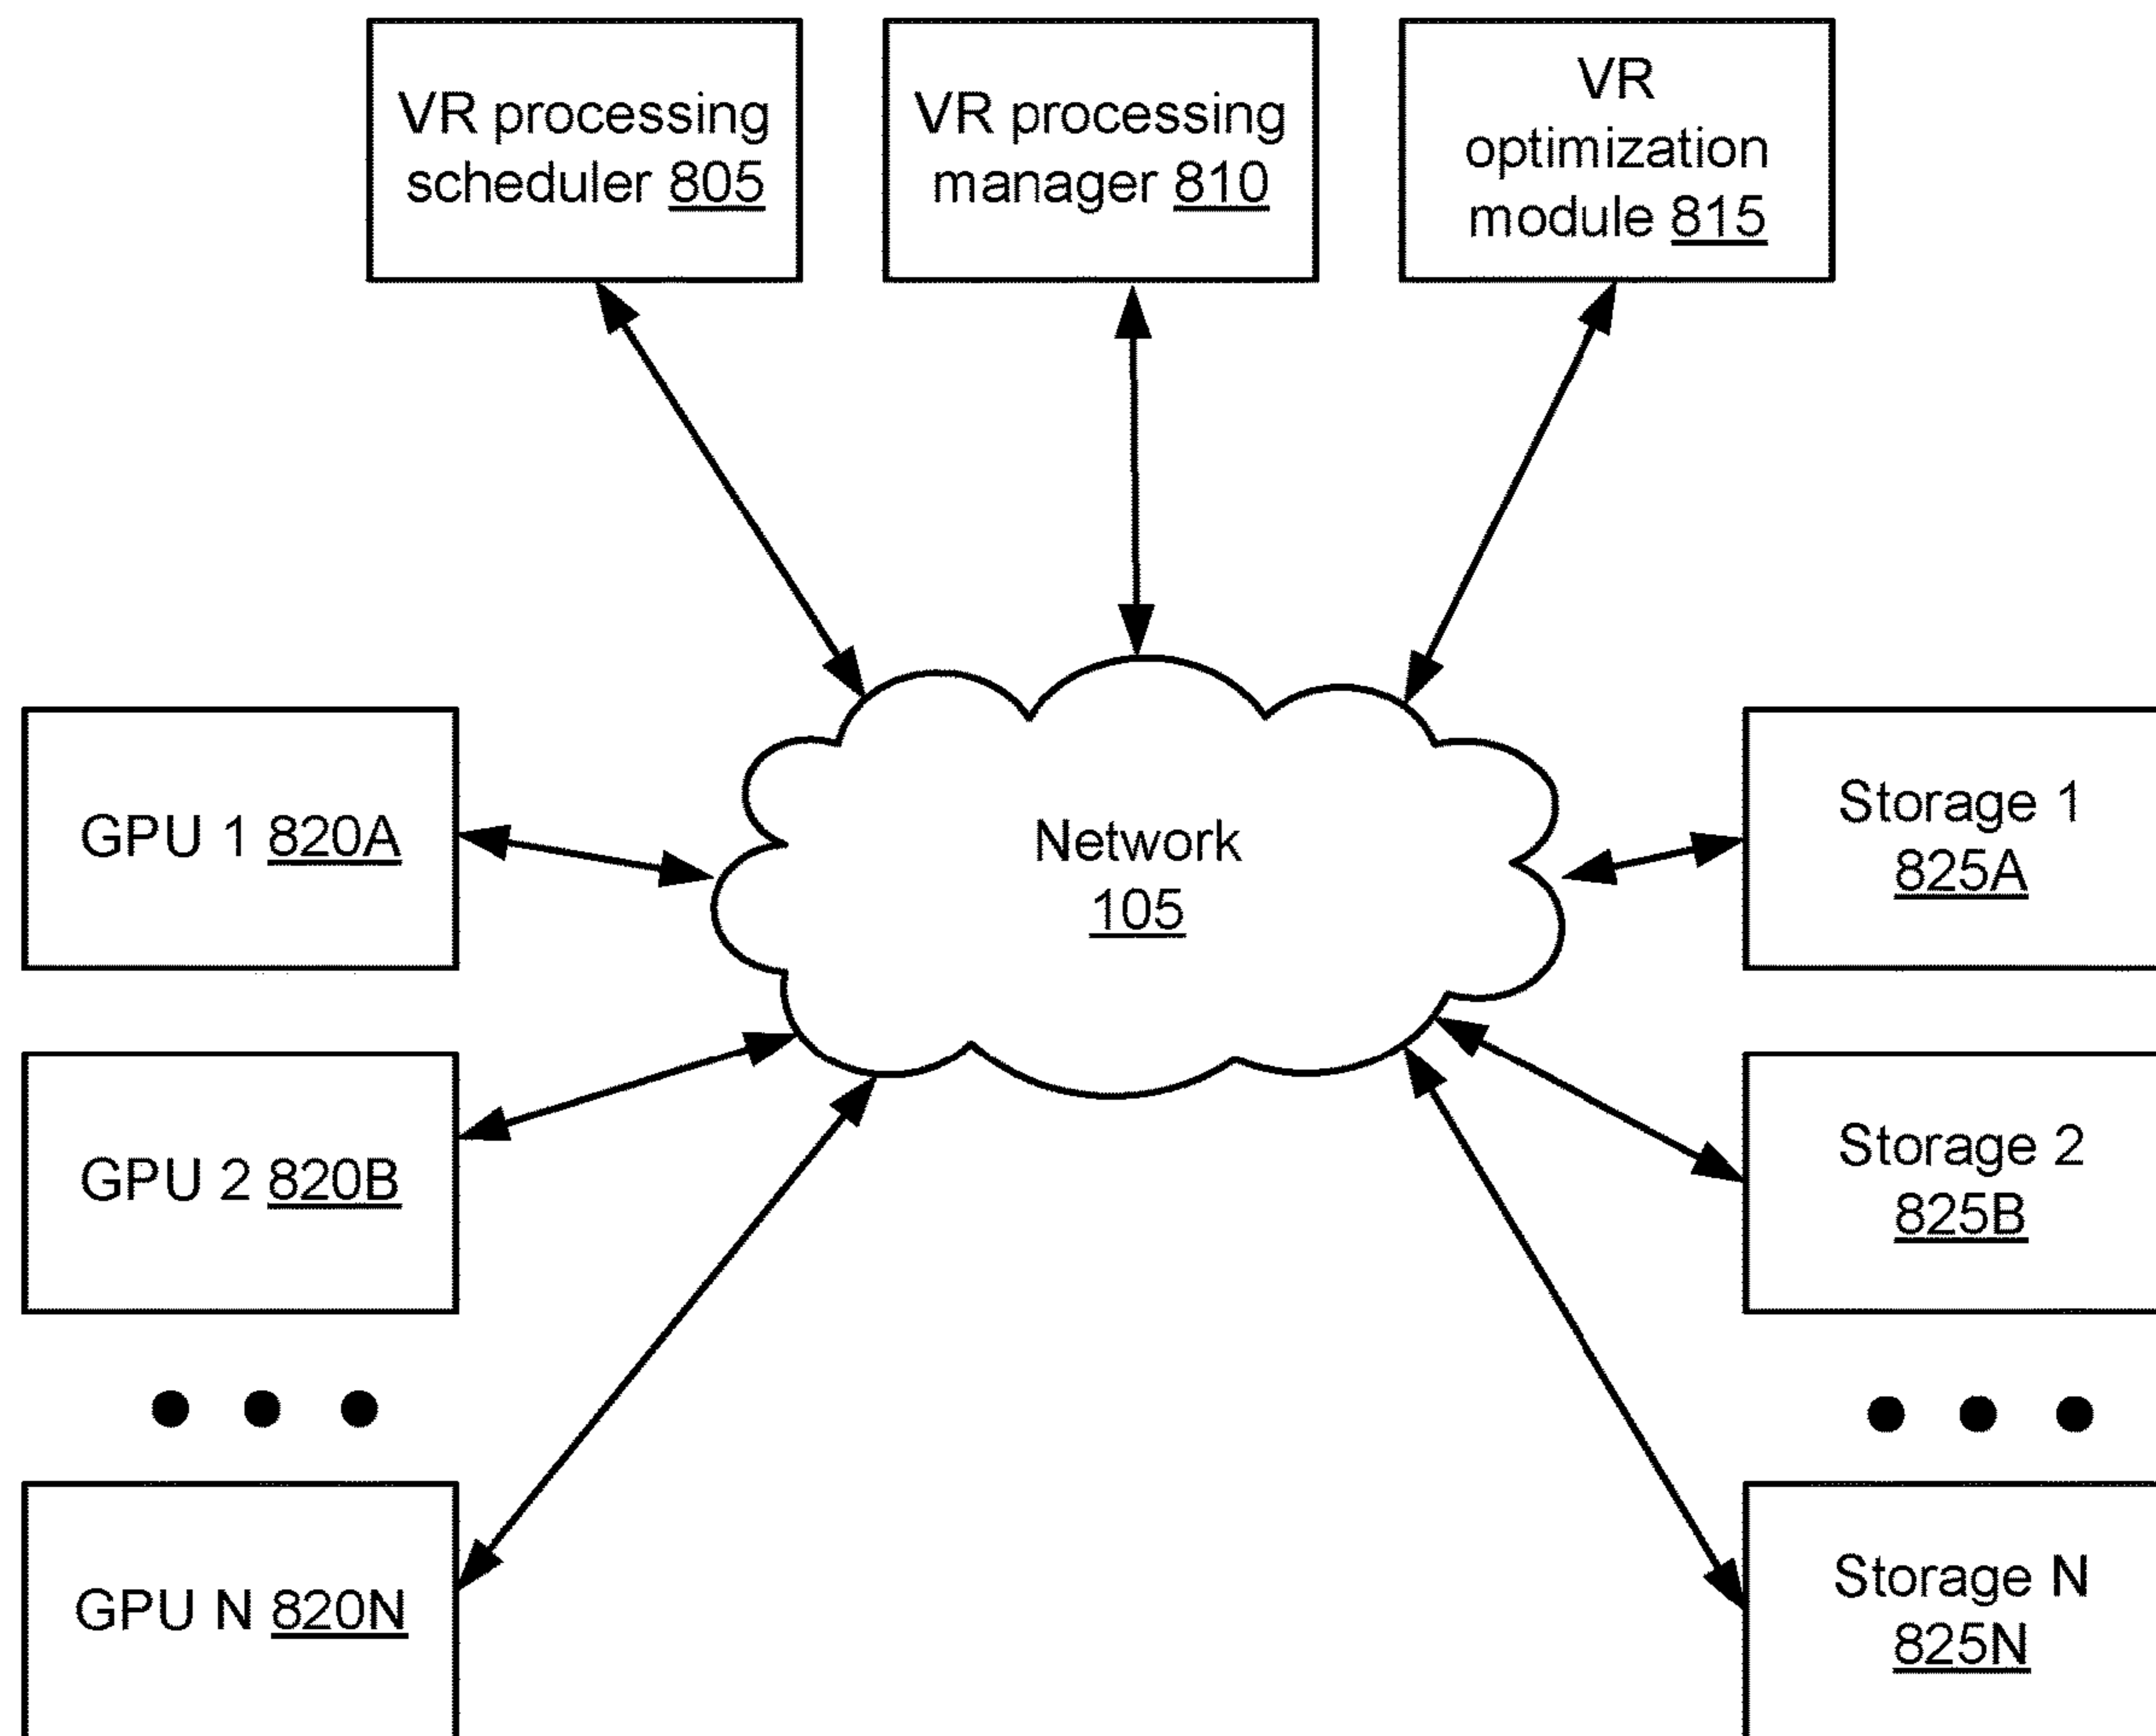 VR processing
scheduler 805
VR processing
manager 810
VR
optimization
module 815
GPU 1 820A
Network
105
Storage 1
825A
GPU 2 820B
Storage 2
825B
GPU N 820N
Storage N
825N